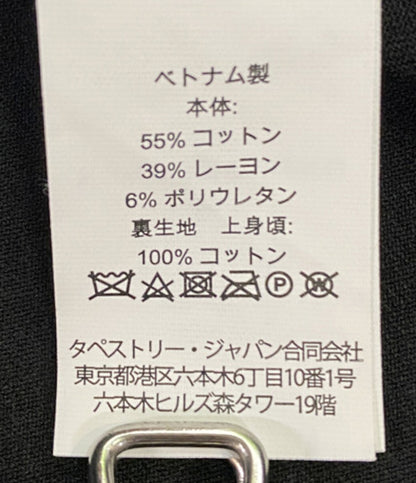 ベトナム製
本体:
55% コットン
39% レーヨン
6% ポリウレタン
裏生地 上身頃:
100% コットン
P W
タペストリー・ジャパン合同会社
東京都港区六本木6丁目10番1号
六本木ヒルズ森タワー19階